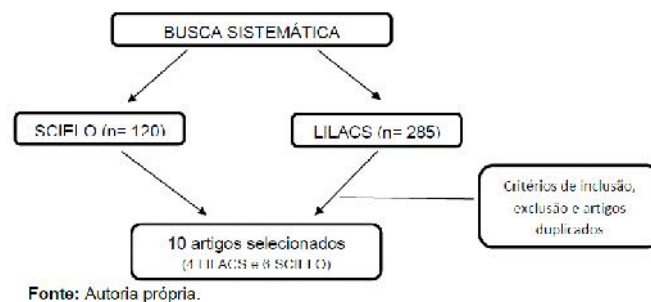 BUSCA SISTEMÁTICA
SCIELO (n= 120)
LILACS (n= 285)
Critérios de inclusão,
exclusão e artigos
duplicados
10 artigos selecionados
(4 LILACS e 6 SCIELO)
Fonte: Autoria própria.